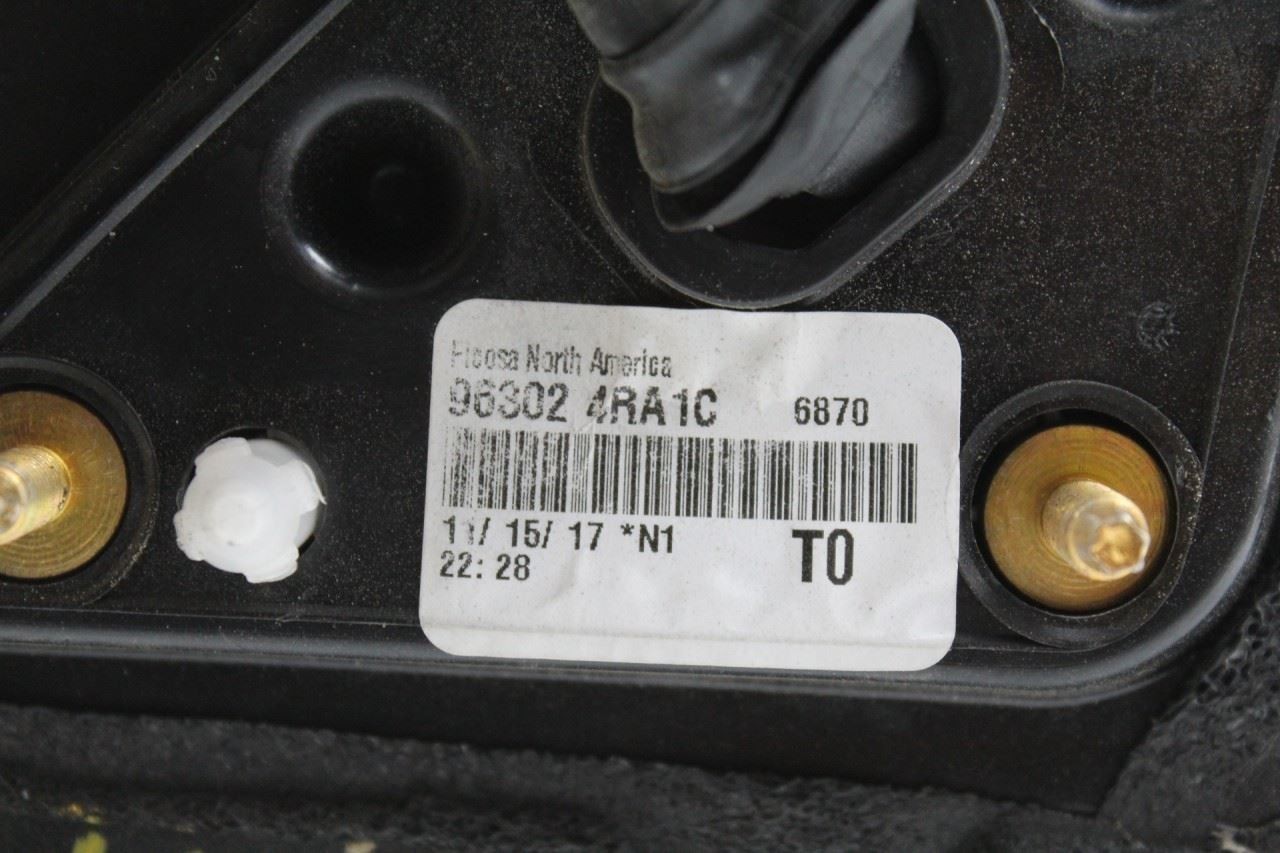 Ficosa North America
96302 4RA1C 6870
11/ 15/ 17 *N1
22: 28
T0